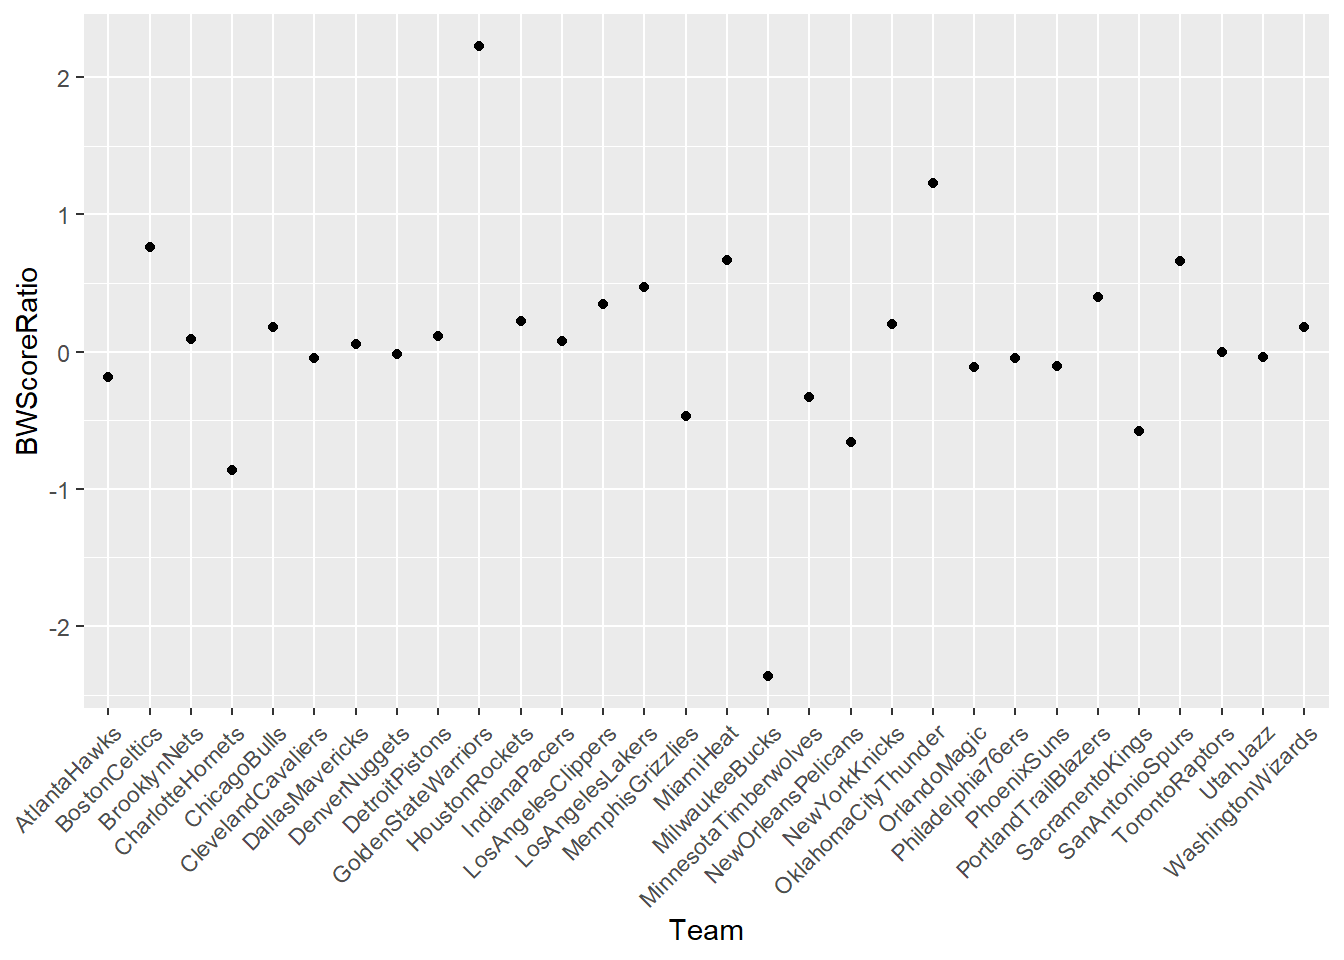 2
1
0
-1
-2
BWScoreRatio
AtlantaHawks
BostonCeltics
BrooklynNets
CharlotteHornets
ChicagoBulls
ClevelandCavaliers
DallasMavericks
DenverNuggets
DetroitPistons
GoldenStateWarriors
HoustonRockets
IndianaPacers
LosAngelesClippers
LosAngelesLakers
MemphisGrizzlies
MiamiHeat
MilwaukeeBucks
MinnesotaTimberwolves
NewOrleansPelicans
NewYorkKnicks
OklahomaCityThunder
OrlandoMagic
Philadelphia76ers
PhoenixSuns
PortlandTrailBlazers
SacramentoKings
SanAntonioSpurs
TorontoRaptors
UtahJazz
WashingtonWizards
Team